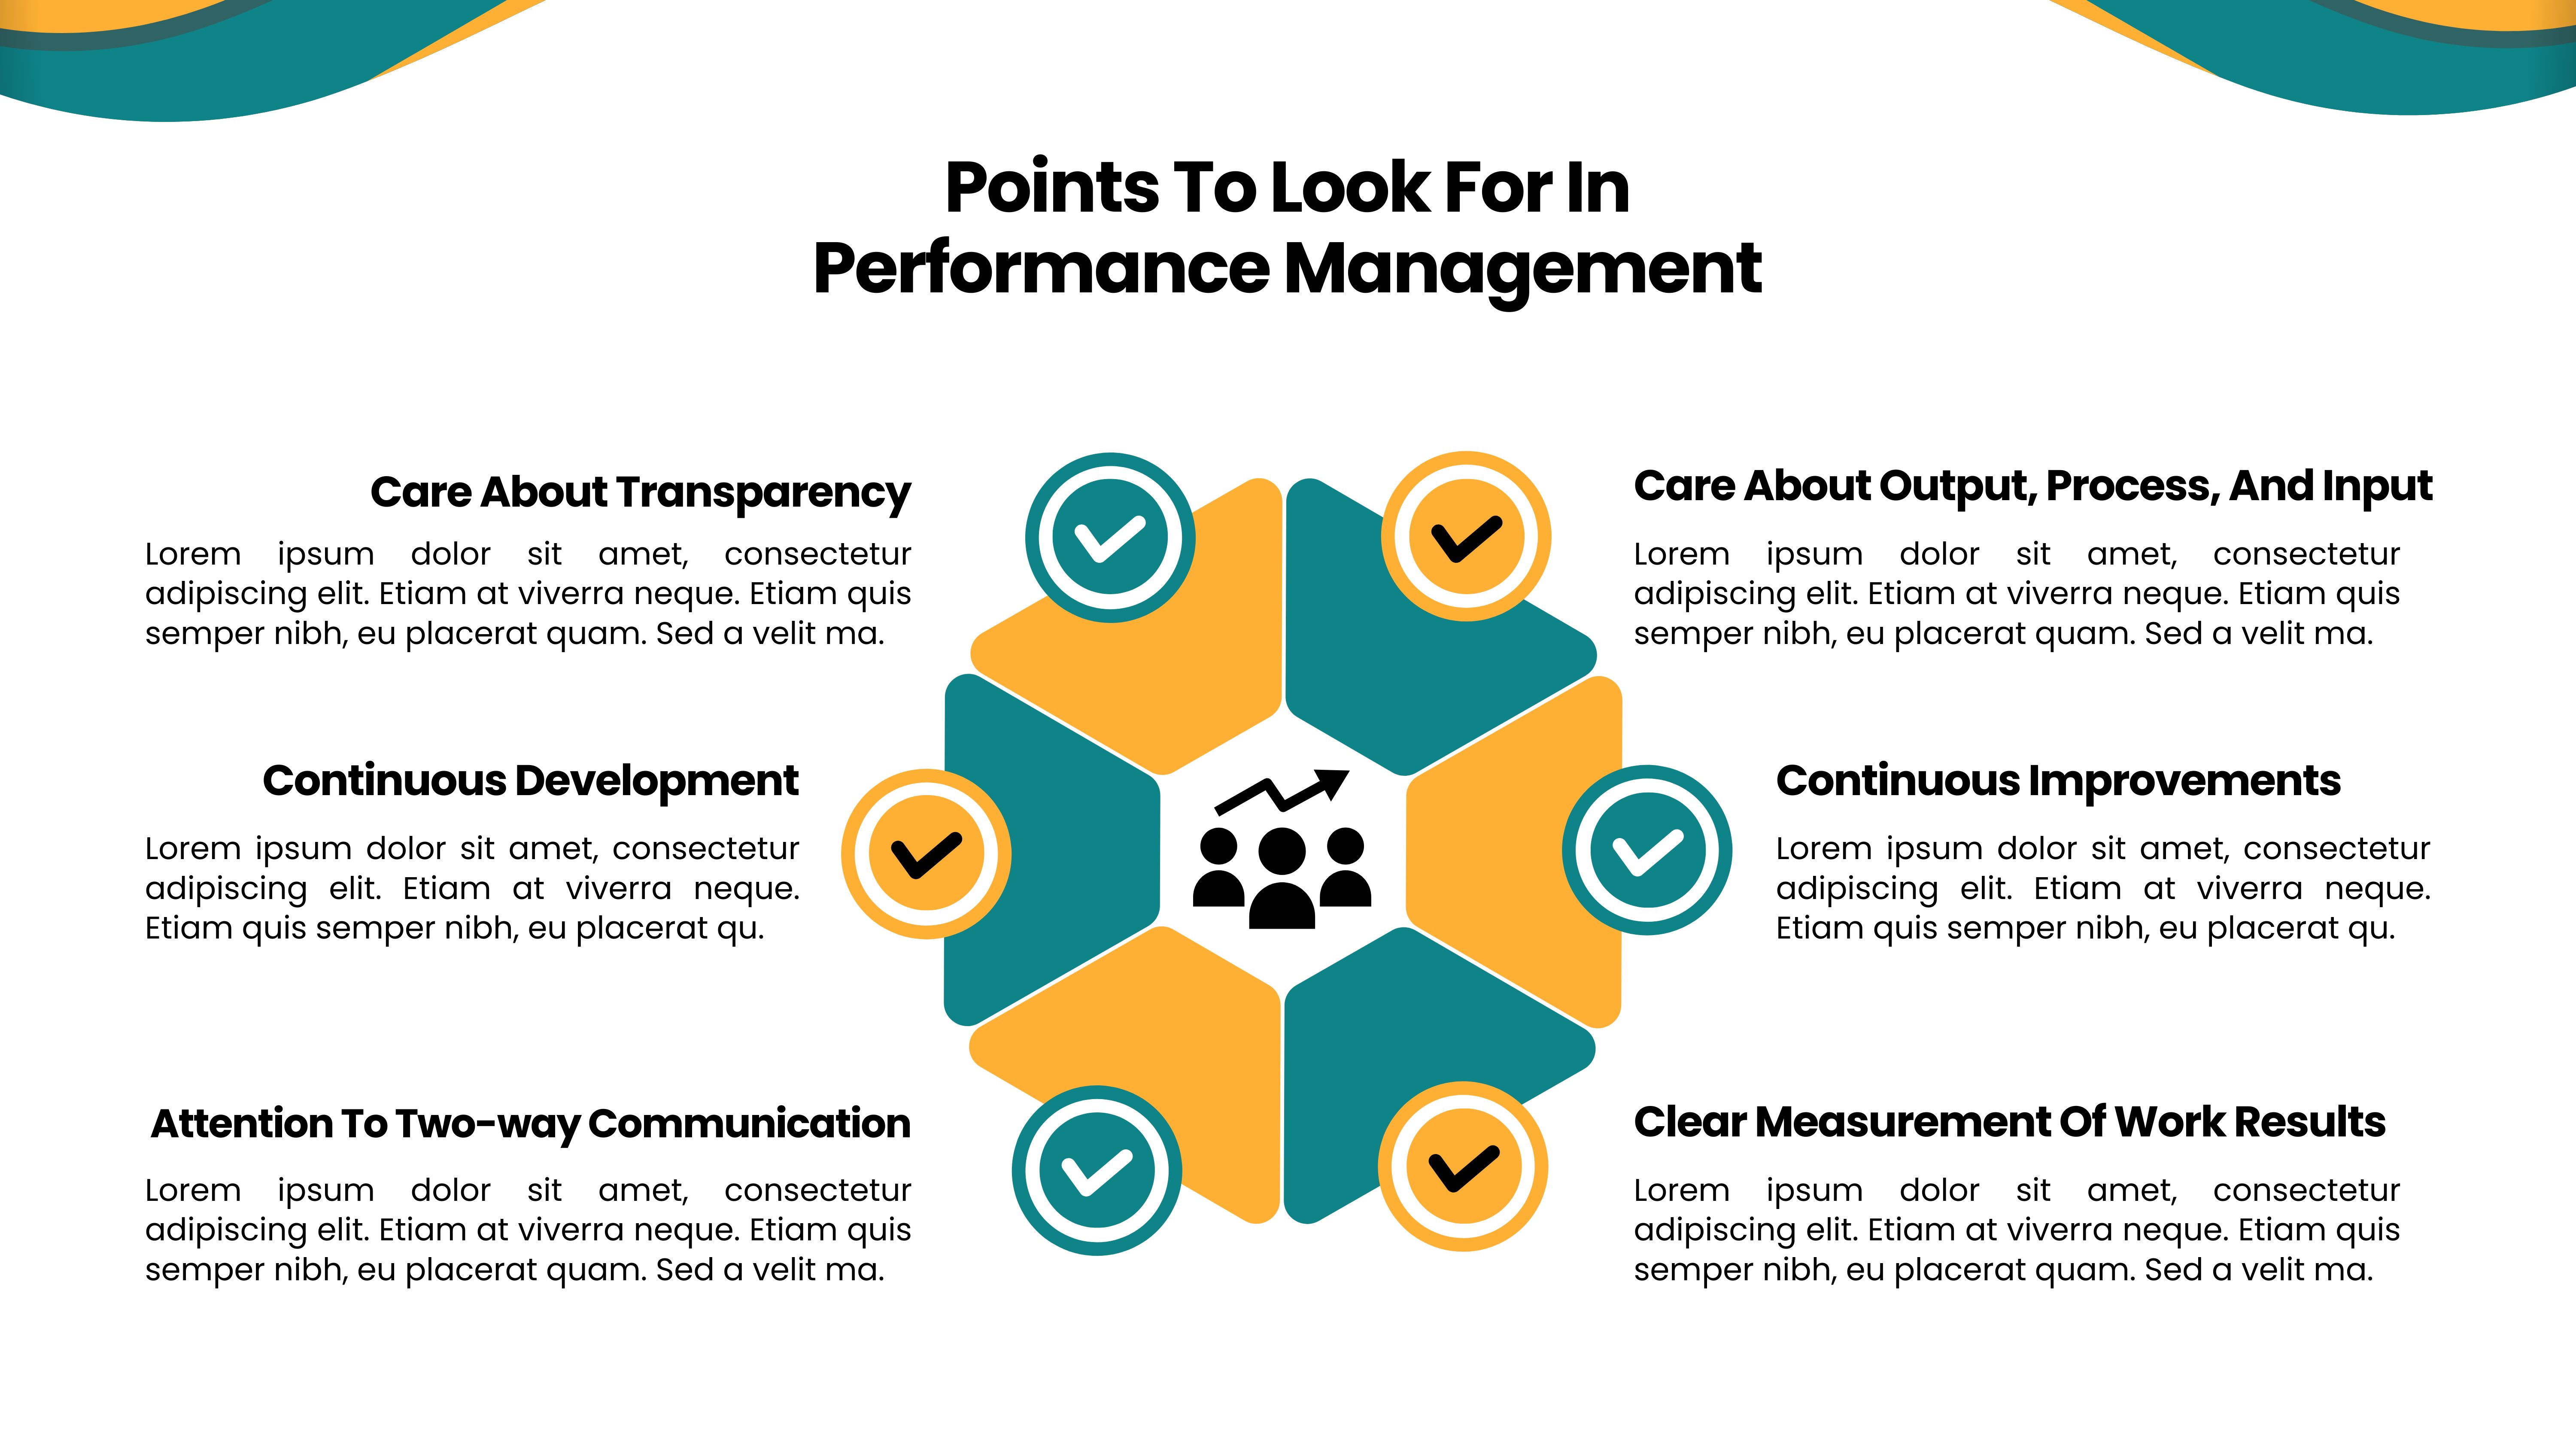 Points To Look For In
Performance Management
Care About Transparency
Lorem ipsum dolor sit amet, consectetur
adipiscing elit. Etiam at viverra neque. Etiam quis
semper nibh, eu placerat quam. Sed a velit ma.
Continuous Development
Lorem ipsum dolor sit amet, consectetur
adipiscing elit. Etiam at viverra neque.
Etiam quis semper nibh, eu placerat qu.
Attention To Two-way Communication
Lorem ipsum dolor sit amet, consectetur
adipiscing elit. Etiam at viverra neque. Etiam quis
semper nibh, eu placerat quam. Sed a velit ma.
Care About Output, Process, And Input
Lorem ipsum dolor sit amet, consectetur
adipiscing elit. Etiam at viverra neque. Etiam quis
semper nibh, eu placerat quam. Sed a velit ma.
Continuous Improvements
Lorem ipsum dolor sit amet, consectetur
adipiscing elit. Etiam at viverra neque.
Etiam quis semper nibh, eu placerat qu.
Clear Measurement Of Work Results
Lorem ipsum dolor sit amet, consectetur
adipiscing elit. Etiam at viverra neque. Etiam quis
semper nibh, eu placerat quam. Sed a velit ma.